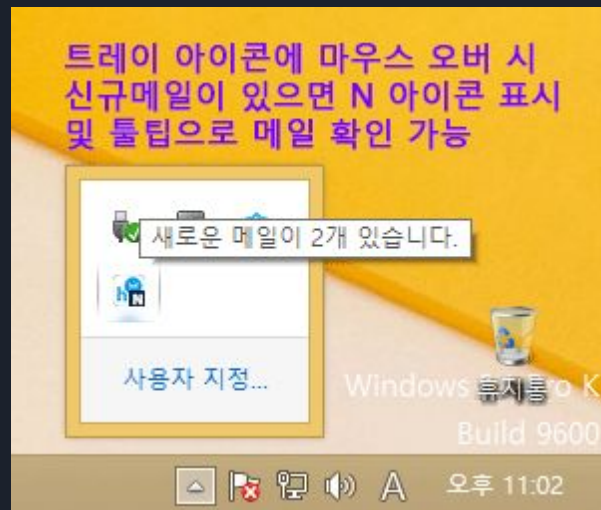 트레이 아이콘에 마우스 오버 시
신규메일이 있으면 N 아이콘 표시
및 툴팁으로 메일 확인 가능
새로운 메일이 2개 있습니다.
h N
사용자 지정...
휴지통
Windows ro K
Build 9600
A 오후 11:02